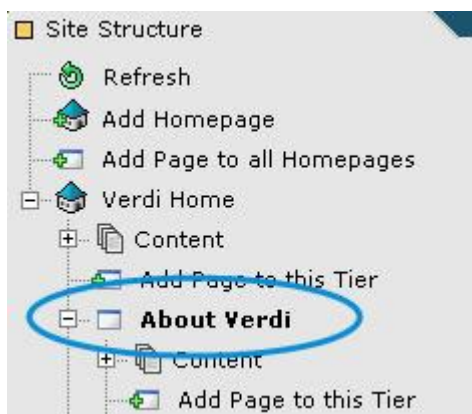 Site Structure
Refresh
Add Homepage
Add Page to all Homepages
Verdi Home
Content
Add Page to this Tier
About Verdi
Content
Add Page to this Tier